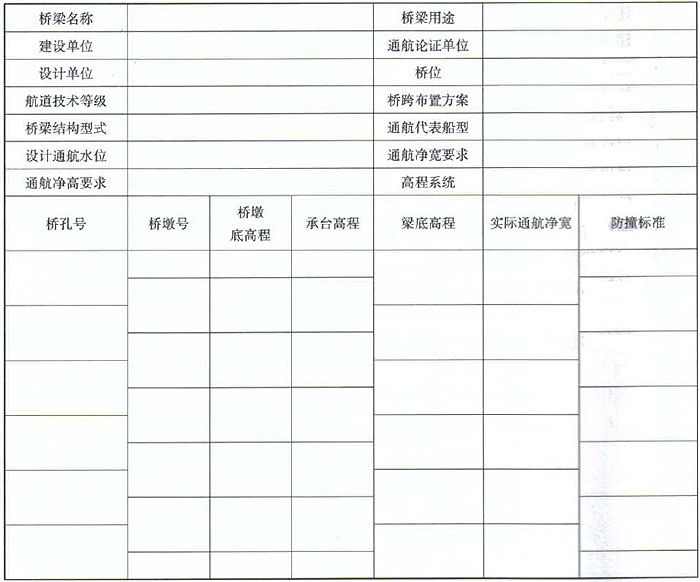 桥梁名称 桥梁用途
建设单位 通航论证单位
设计单位 桥位
航道技术等级 桥跨布置方案
桥梁结构型式 通航代表船型
设计通航水位 通航净宽要求
通航净高要求 高程系统
桥孔号 桥墩号 桥墩底高程 承台高程 梁底高程 实际通航净宽 防撞标准